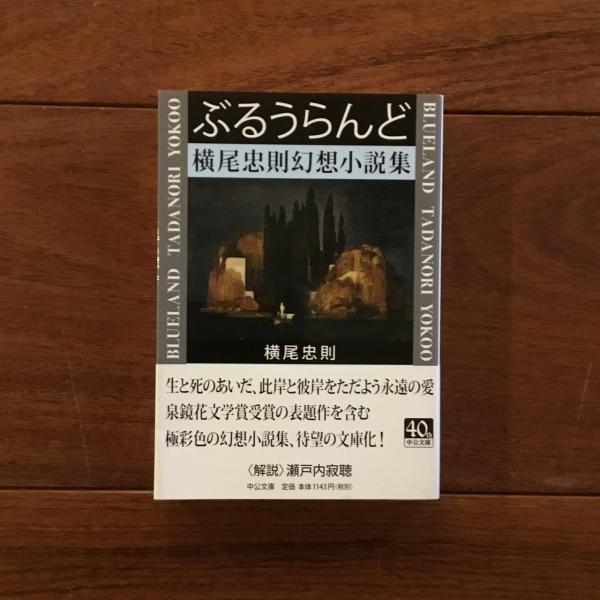 ぶるうらんど
横尾忠則幻想小説集
BLUELAND TADANORI YOKOO
BLUELAND TADANORI YOKOO
横尾忠則
生と死のあいだ、此岸と彼岸をただよう永遠の愛
泉鏡花文学賞受賞の表題作を含む
極彩色の幻想小説集、待望の文庫化!
40th
中公文庫
〈解説〉瀬戸内寂聴
中公文庫 定価 本体1143円(税別)